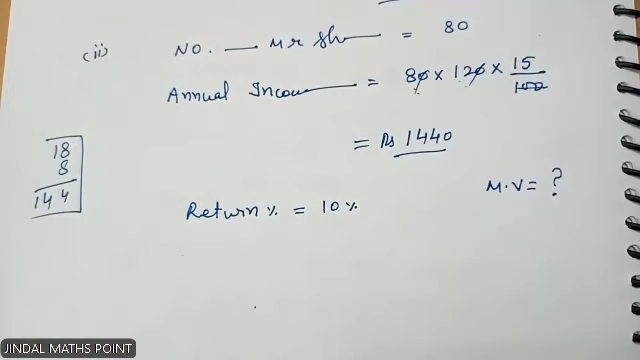 (ii) NO. Mr Sh = 80
Annual Incom = 80 × 120 × 15/100
= Rs 1440
18
8
144
Return % = 10%
M.V = ?
JINDAL MATHS POINT